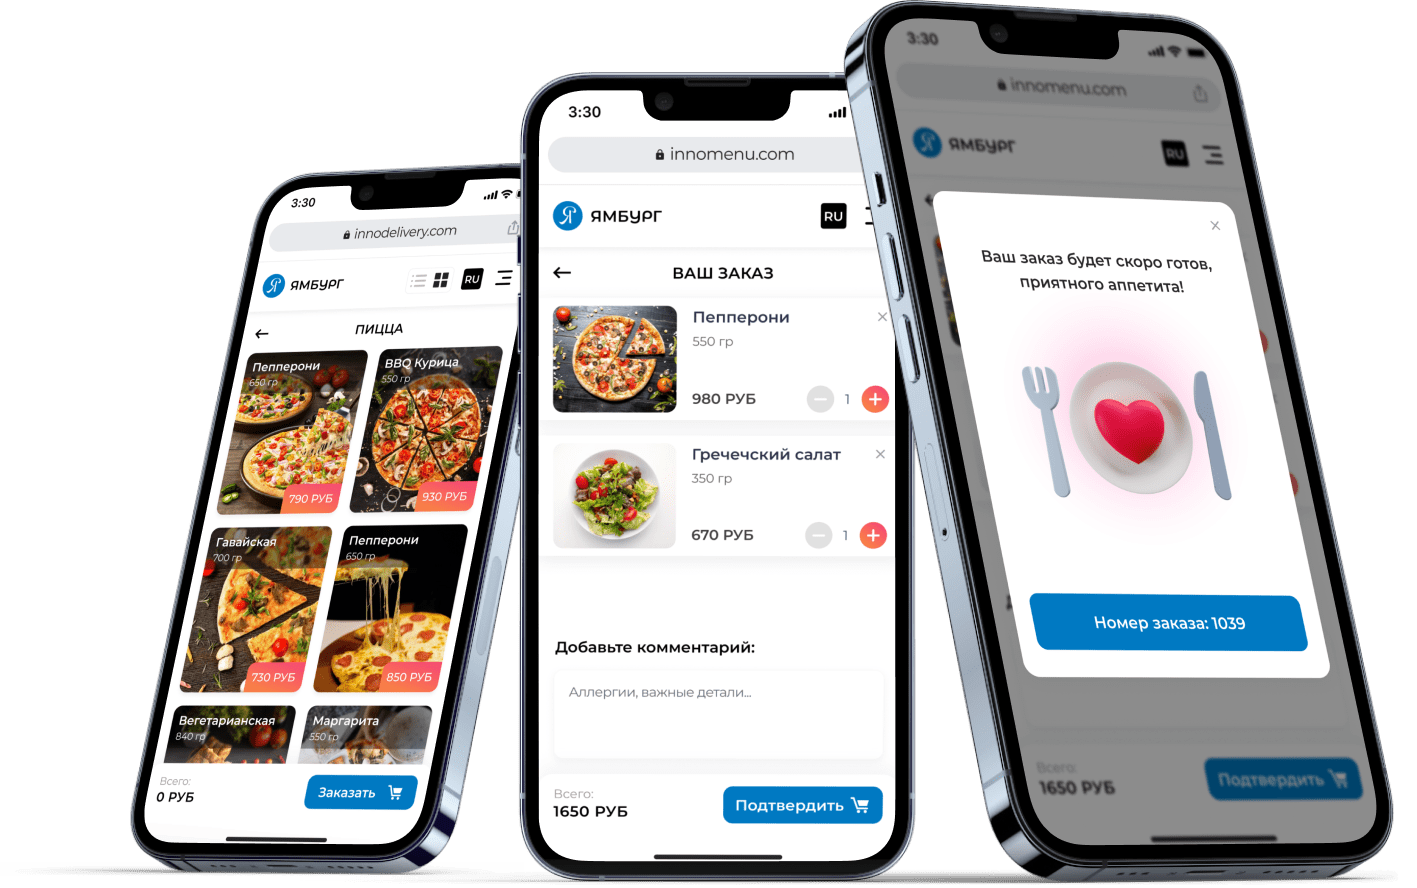 3:30
innodelivery.com
ЯМБУРГ
RU
ПИЦЦА
Пепперони
650 гр
790 РУБ
BBQ Курица
550 гр
930 РУБ
Гавайская
700 гр
730 РУБ
Пепперони
650 гр
850 РУБ
Вегетарианская
840 гр
Маргарита
550 гр
Всего:
0 РУБ
Заказать
3:30
innomenu.com
ЯМБУРГ
RU
ВАШ ЗАКАЗ
Пепперони
550 гр
980 РУБ
1
Гречечский салат
350 гр
670 РУБ
1
Добавьте комментарий:
Аллергии, важные детали...
Всего:
1650 РУБ
Подтвердить
3:30
innomenu.com
ЯМБУРГ
RU
Ваш заказ будет скоро готов,
приятного аппетита!
Номер заказа: 1039
Всего:
1650 РУБ
Подтвердить